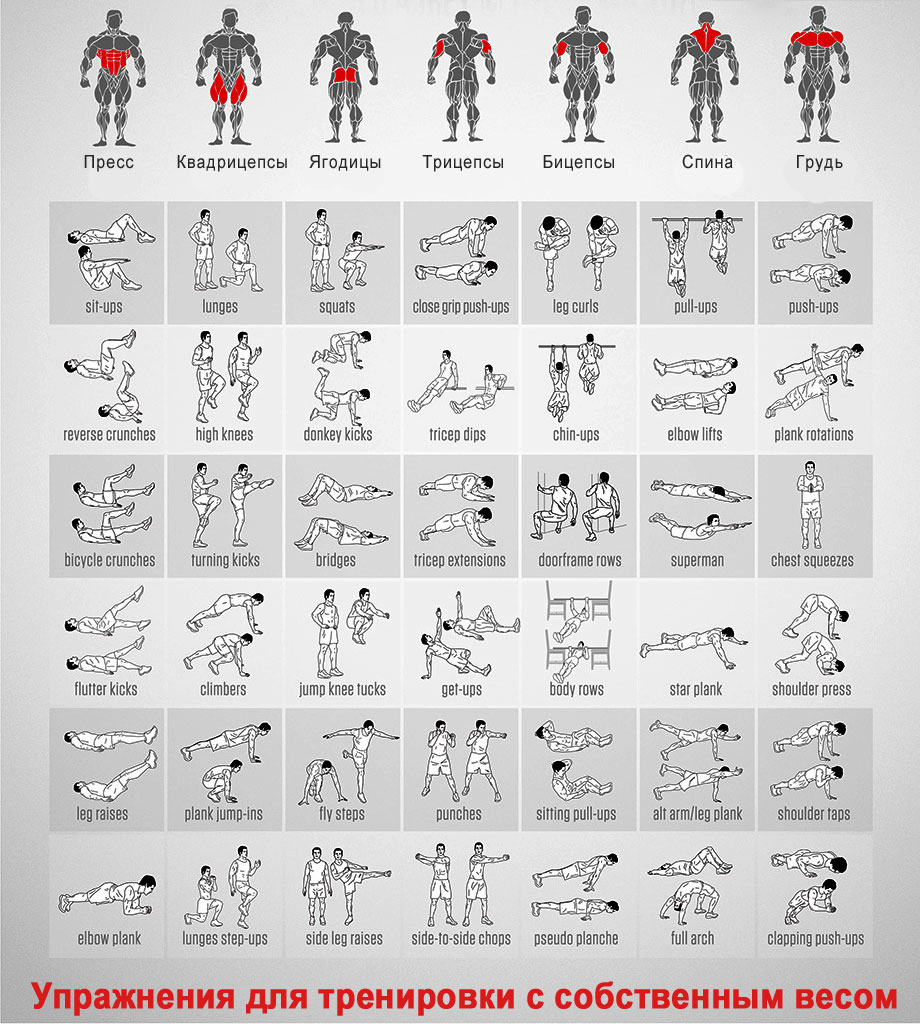 Пресс
Квадрицепсы
Ягодицы
Трицепсы
Бицепсы
Спина
Грудь
sit-ups
lunges
squats
close grip push-ups
leg curls
pull-ups
push-ups
reverse crunches
high knees
donkey kicks
tricep dips
chin-ups
elbow lifts
plank rotations
bicycle crunches
turning kicks
bridges
tricep extensions
doorframe rows
superman
chest squeezes
flutter kicks
climbers
jump knee tucks
get-ups
body rows
star plank
shoulder press
leg raises
plank jump-ins
fly steps
punches
sitting pull-ups
alt arm/leg plank
shoulder taps
elbow plank
lunges step-ups
side leg raises
side-to-side chops
pseudo planche
full arch
clapping push-ups
Упражнения для тренировки с собственным весом